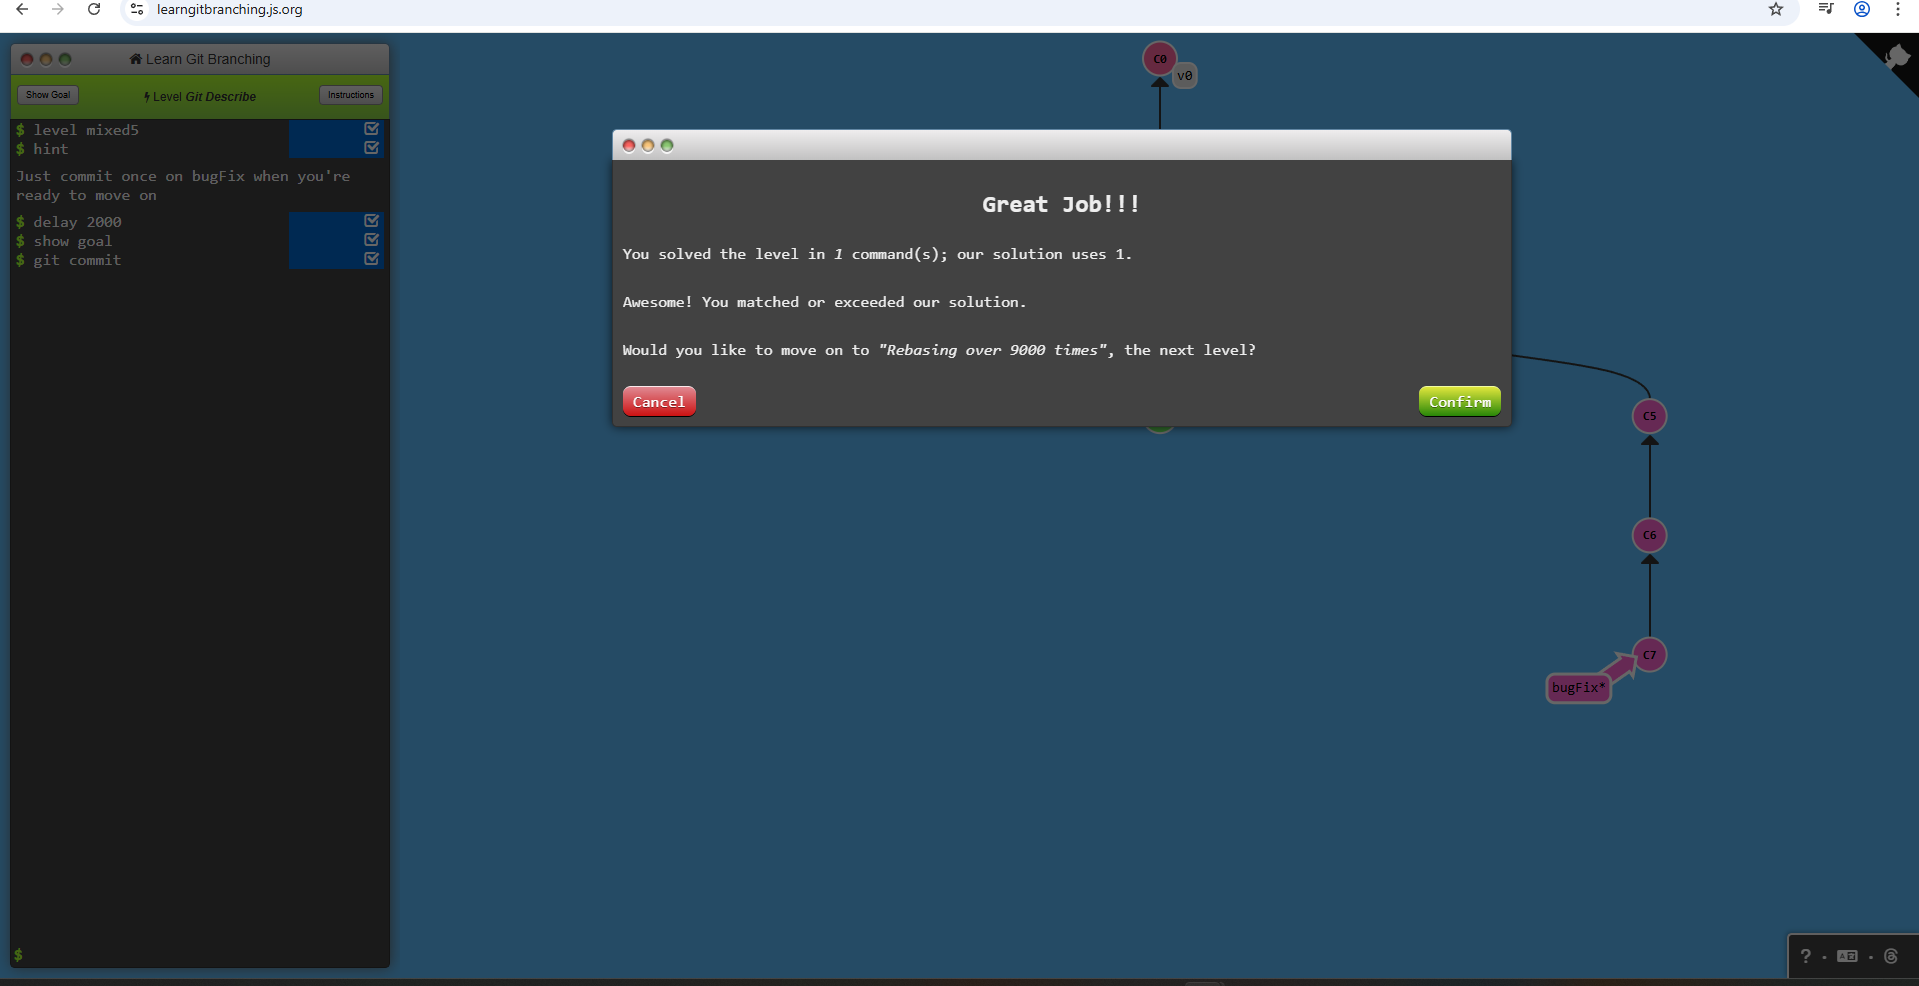 learngitbranching.js.org
Learn Git Branching
Show Goal
Level Git Describe
Instructions
$ level mixed5
$ hint
Just commit once on bugFix when you're
ready to move on
$ delay 2000
$ show goal
$ git commit
$
C0
v0
Great Job!!!
You solved the level in 1 command(s); our solution uses 1.
Awesome! You matched or exceeded our solution.
Would you like to move on to "Rebasing over 9000 times", the next level?
Cancel
Confirm
C5
C6
C7
bugFix*
?